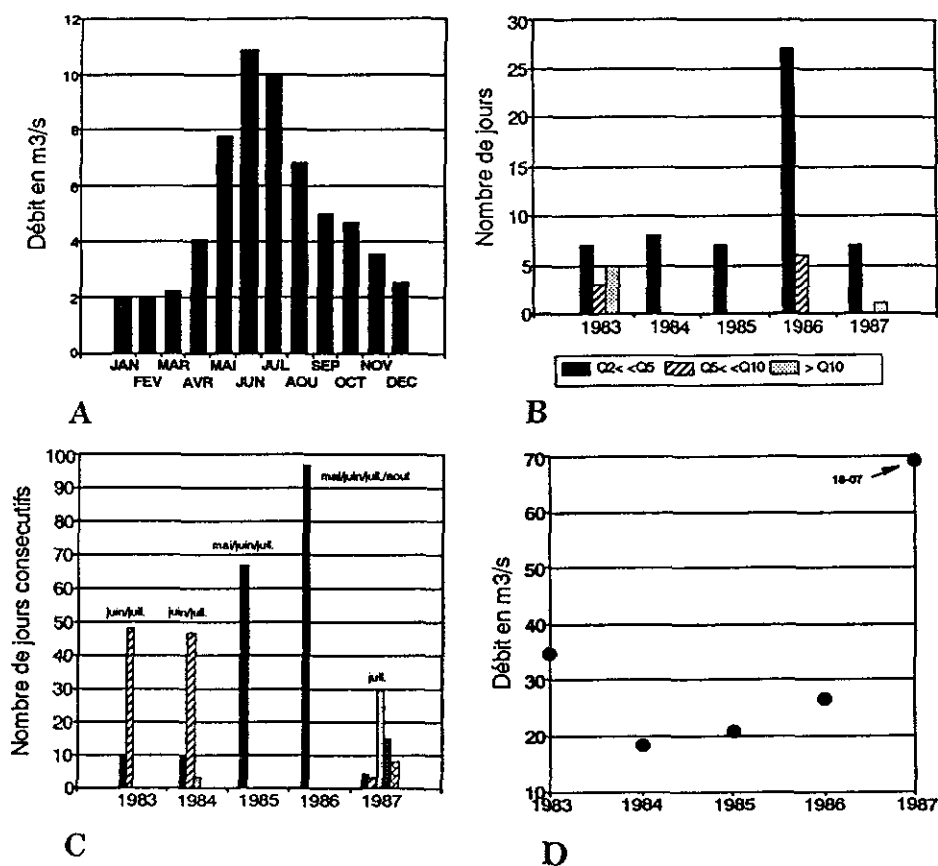 Débit en m3/s
12
10
8
6
4
2
0
JAN MAR MAI JUL SEP NOV
FEV AVR JUN AOU OCT DEC
A
Nombre de jours
30
25
20
15
10
5
0
1983 1984 1985 1986 1987
Q2< <Q5 Q5< <Q10 > Q10
B
Nombre de jours consecutifs
100
90
80
70
60
50
40
30
20
10
0
mai/juin/juil./aout
mai/juin/juil.
juin/juil. juin/juil.
juil.
1983 1984 1985 1986 1987
C
Débit en m3/s
70
60
50
40
30
20
10
18-07
1983 1984 1985 1986 1987
D